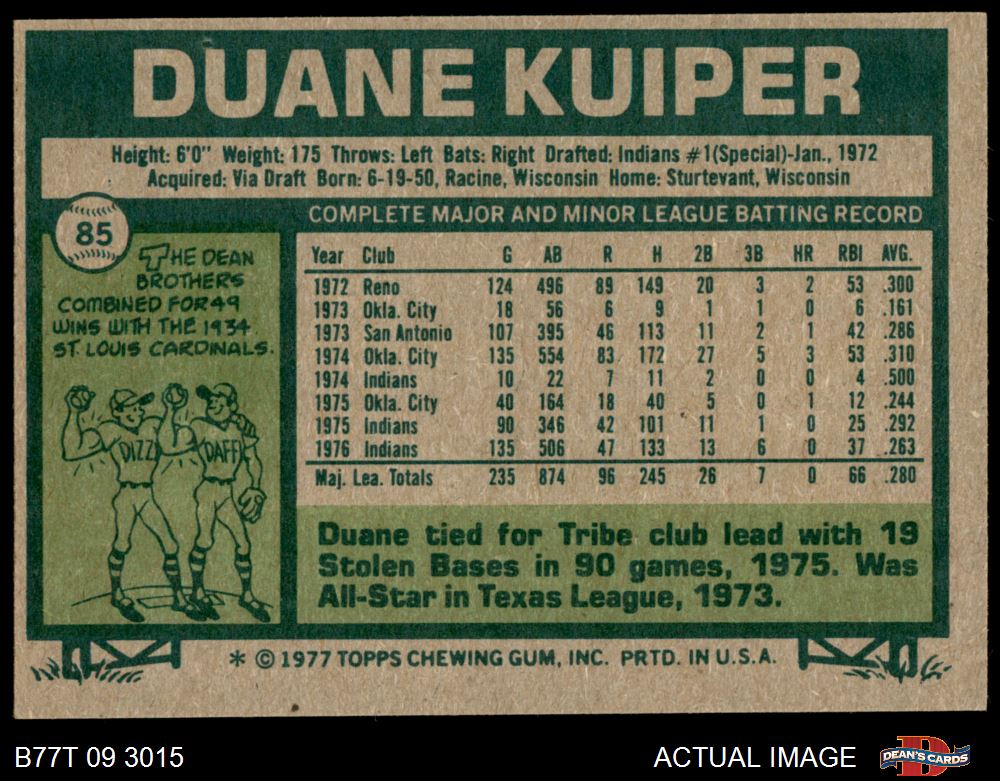 DUANE KUIPER
Height: 6'0" Weight: 175 Throws: Left Bats: Right Drafted: Indians #1(Special)-Jan., 1972
Acquired: Via Draft Born: 6-19-50, Racine, Wisconsin Home: Sturtevant, Wisconsin
85
THE DEAN
BROTHERS
COMBINED FOR 49
WINS WITH THE 1934
ST. LOUIS CARDINALS.
DIZZ
DAFF
COMPLETE MAJOR AND MINOR LEAGUE BATTING RECORD
Year Club G AB R H 2B 3B HR RBI AVG.
1972 Reno 124 496 89 149 20 3 2 53 .300
1973 Okla. City 18 56 6 9 1 1 0 6 .161
1973 San Antonio 107 395 46 113 11 2 1 42 .286
1974 Okla. City 135 554 83 172 27 5 3 53 .310
1974 Indians 10 22 7 11 2 0 0 4 .500
1975 Okla. City 40 164 18 40 5 0 1 12 .244
1975 Indians 90 346 42 101 11 1 0 25 .292
1976 Indians 135 506 47 133 13 6 0 37 .263
Maj. Lea. Totals 235 874 96 245 26 7 0 66 .280
Duane tied for Tribe club lead with 19
Stolen Bases in 90 games, 1975. Was
All-Star in Texas League, 1973.
* © 1977 TOPPS CHEWING GUM, INC. PRTD. IN U.S.A.
B77T 09 3015
ACTUAL IMAGE
DEAN'S CARDS